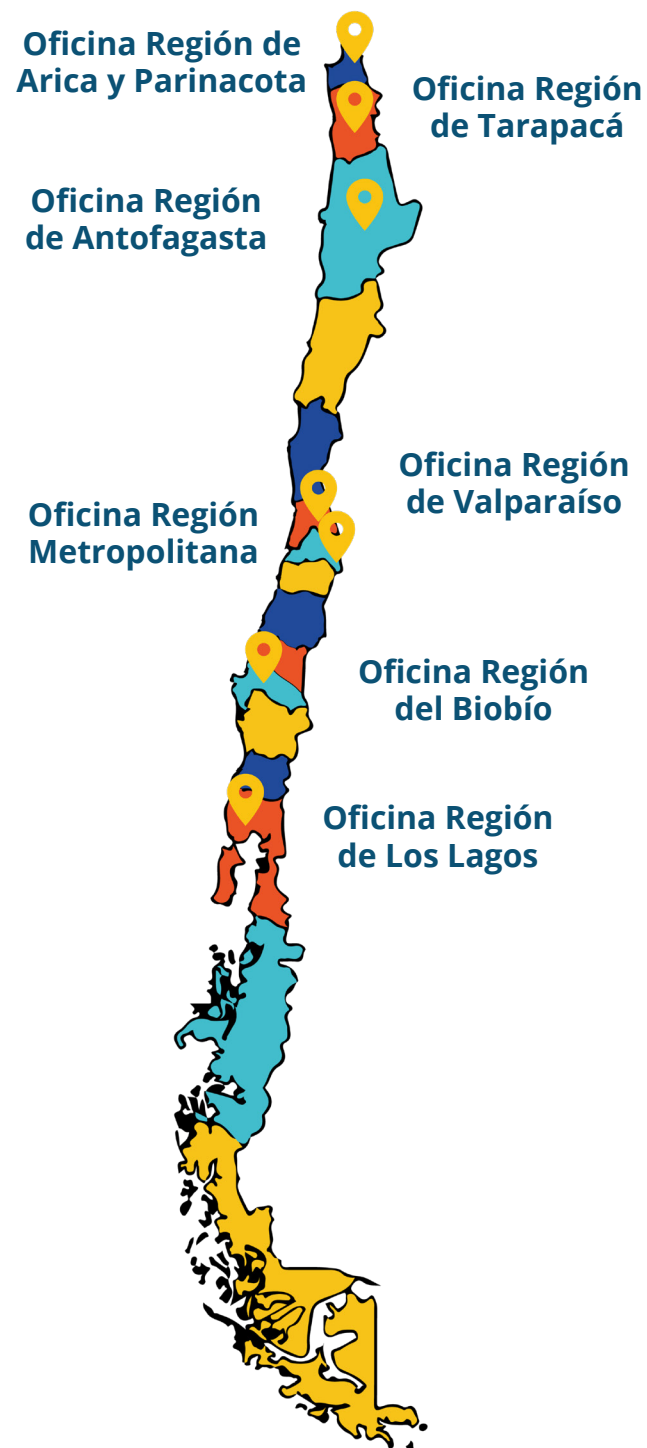 Oficina Región de
Arica y Parinacota
Oficina Región
de Tarapacá
Oficina Región
de Antofagasta
Oficina Región
de Valparaíso
Oficina Región
Metropolitana
Oficina Región
del Biobío
Oficina Región
de Los Lagos